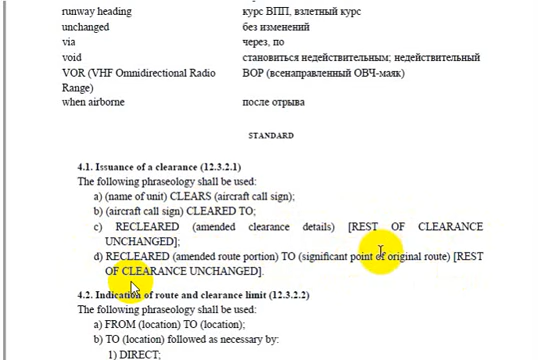 runway heading курс ВПП, взлетный курс
unchanged без изменений
via через, по
void становиться недействительным; недействительный
VOR (VHF Omnidirectional Radio Range) ВОР (всенаправленный ОВЧ-маяк)
when airborne после отрыва
STANDARD
4.1. Issuance of a clearance (12.3.2.1)
The following phraseology shall be used:
a) (name of unit) CLEARS (aircraft call sign);
b) (aircraft call sign) CLEARED TO;
c) RECLEARED (amended clearance details) [REST OF CLEARANCE
UNCHANGED];
d) RECLEARED (amended route portion) TO (significant point of original route) [REST
OF CLEARANCE UNCHANGED].
4.2. Indication of route and clearance limit (12.3.2.2)
The following phraseology shall be used:
a) FROM (location) TO (location);
b) TO (location) followed as necessary by:
1) DIRECT;